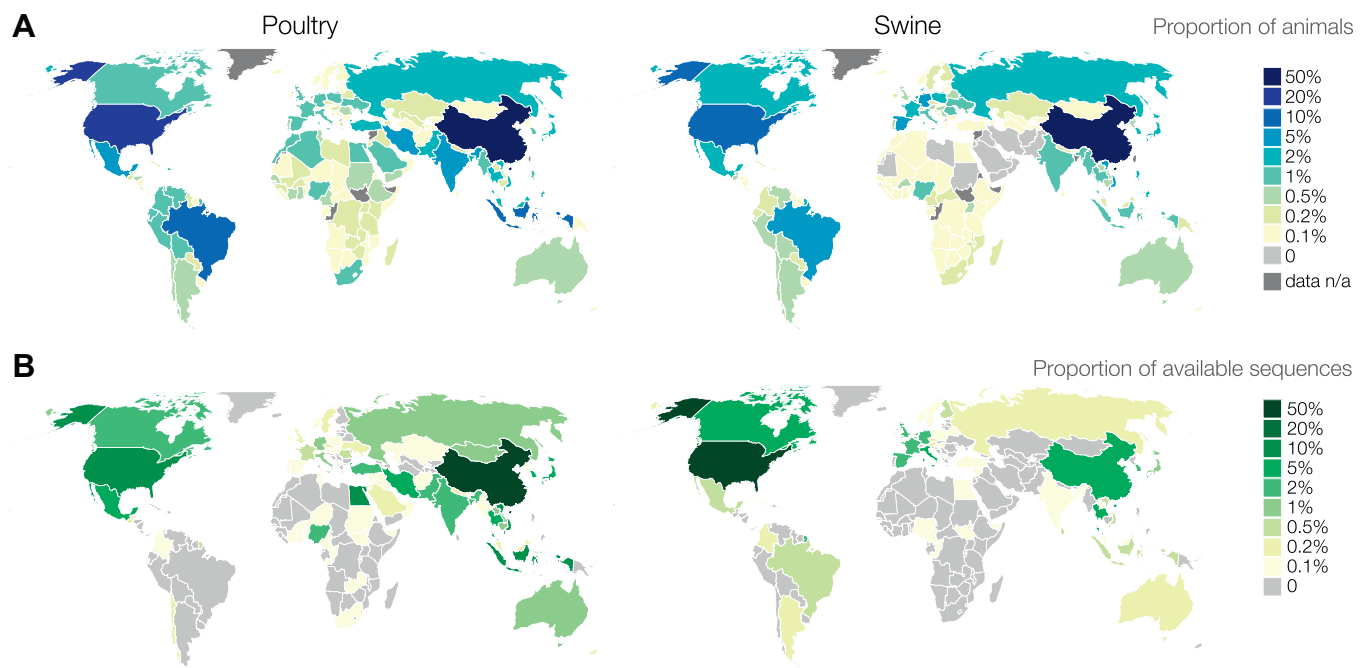 A
Poultry
Swine
Proportion of animals
50%
20%
10%
5%
2%
1%
0.5%
0.2%
0.1%
0
data n/a
B
Proportion of available sequences
50%
20%
10%
5%
2%
1%
0.5%
0.2%
0.1%
0